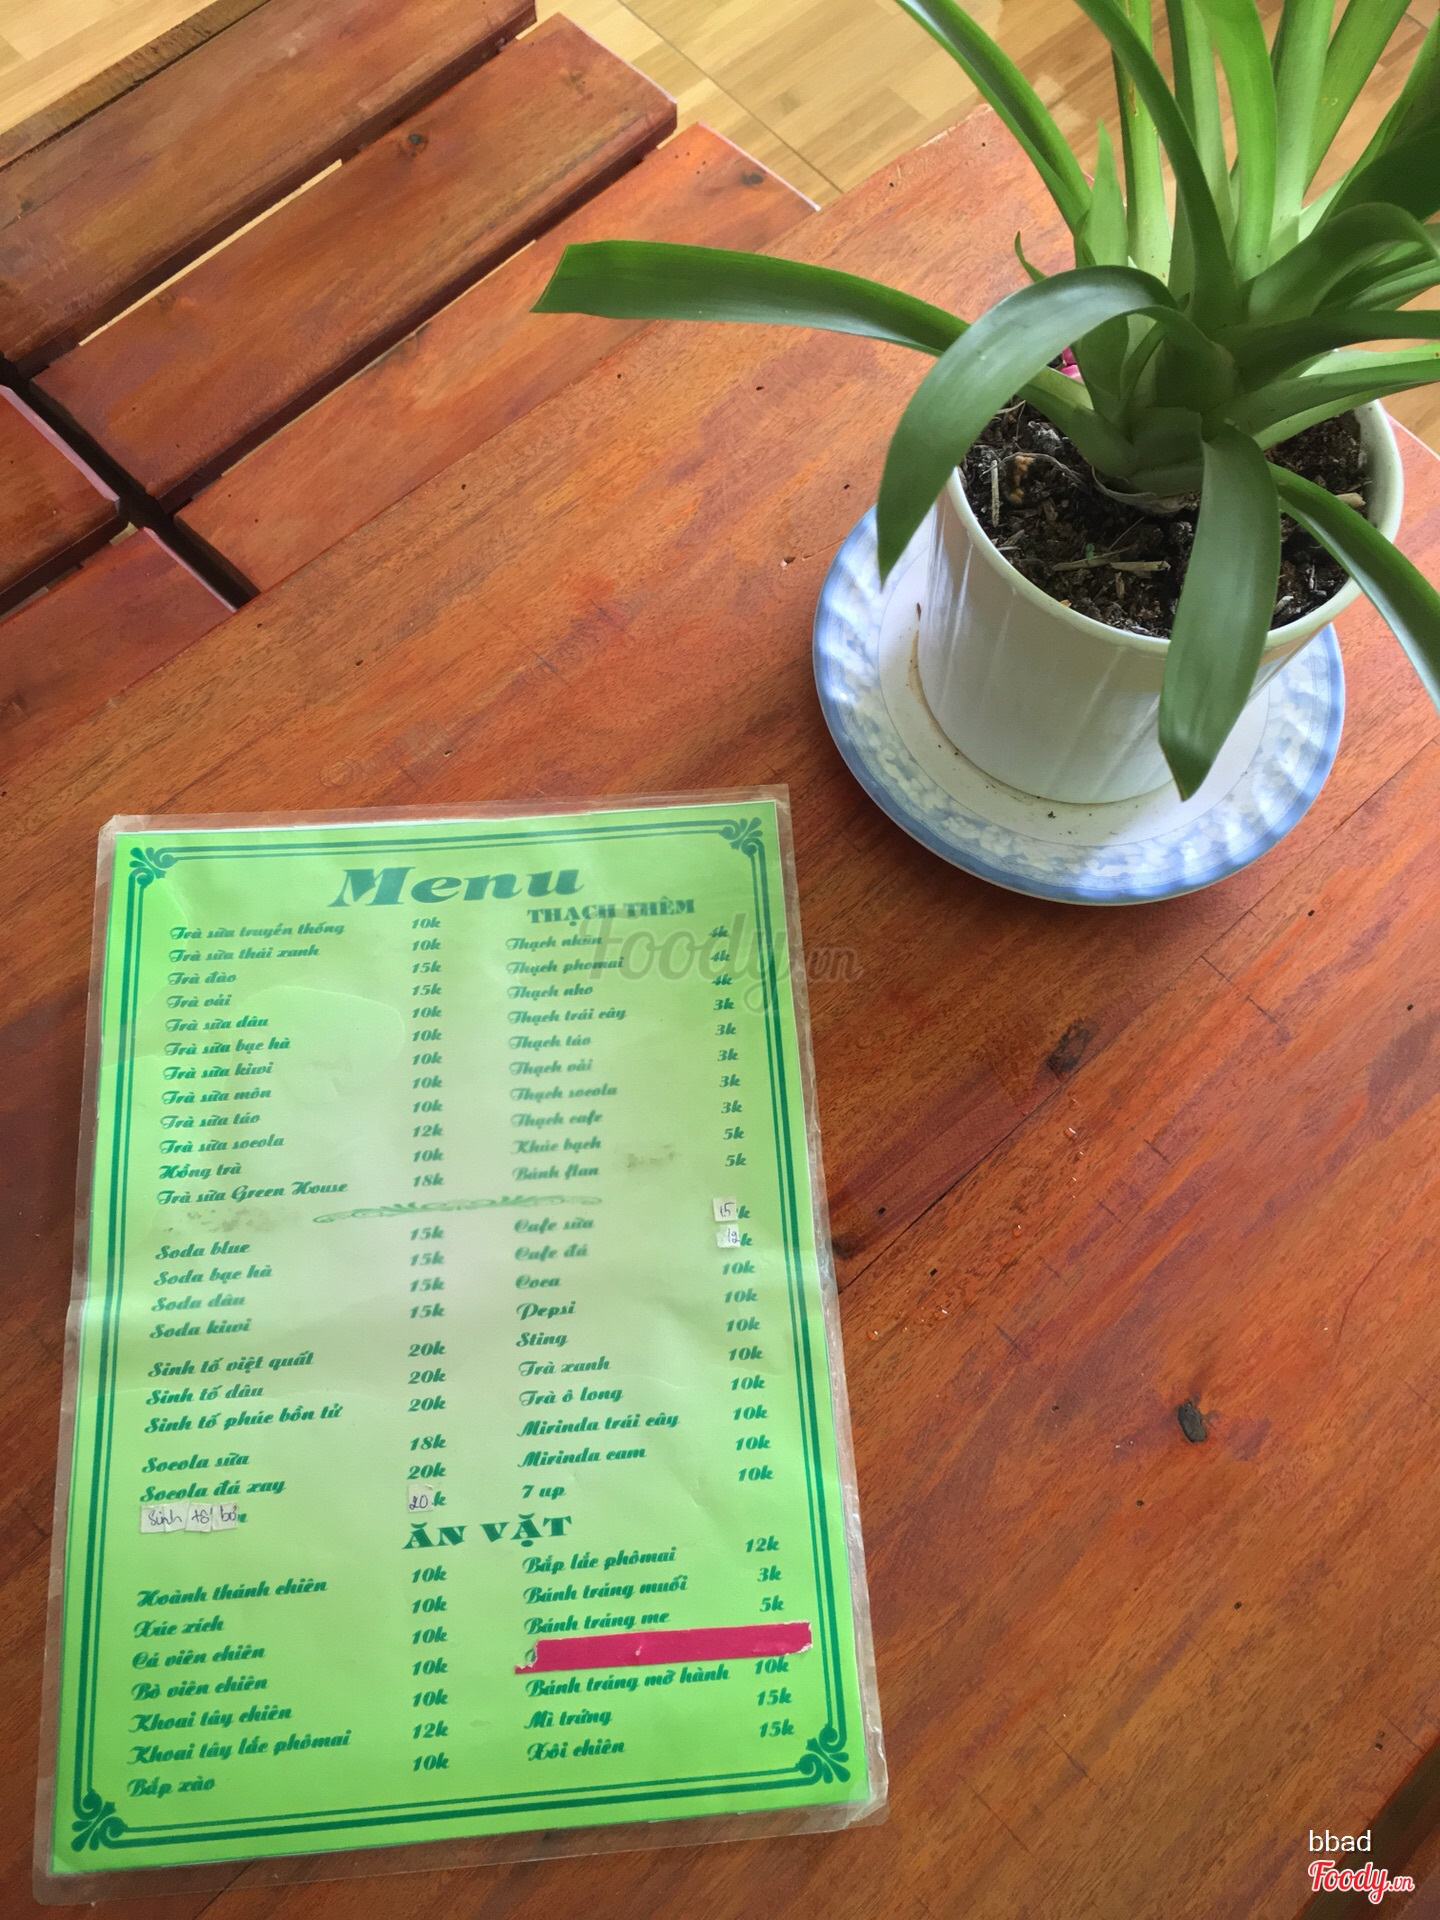 Menu
Trà sữa truyền thống 10k
Trà sữa thái xanh 10k
Trà đào 15k
Trà vải 15k
Trà sữa dâu 10k
Trà sữa bạc hà 10k
Trà sữa kiwi 10k
Trà sữa môn 10k
Trà sữa táo 10k
Trà sữa socola 12k
Hồng trà 10k
Trà sữa Green House 18k
THẠCH THÊM
Thạch nhãn 4k
Thạch phomai 4k
Thạch nho 4k
Thạch trái cây 3k
Thạch táo 3k
Thạch vải 3k
Thạch socola 3k
Thạch cafe 3k
Khúc bạch 5k
Bánh flan 5k
Soda blue 15k
Soda bạc hà 15k
Soda dâu 15k
Soda kiwi 15k
Sinh tố việt quất 20k
Sinh tố dâu 20k
Sinh tố phúc bồn tử 20k
Socola sữa 18k
Socola đá xay 20k
Sinh tố bơ 20k
Cafe sữa 15k
Cafe đá 12k
Coca 10k
Pepsi 10k
Sting 10k
Trà xanh 10k
Trà ô long 10k
Mirinda trái cây 10k
Mirinda cam 10k
7 up 10k
ĂN VẶT
Hoành thánh chiên 10k
Xúc xích 10k
Cá viên chiên 10k
Bò viên chiên 10k
Khoai tây chiên 10k
Khoai tây lắc phômai 12k
Bắp xào 10k
Bắp lắc phômai 12k
Bánh tráng muối 3k
Bánh tráng me 5k
Bánh tráng mỡ hành 10k
Mì trứng 15k
Xôi chiên 15k
Foody.vn
bbad
Foody.vn